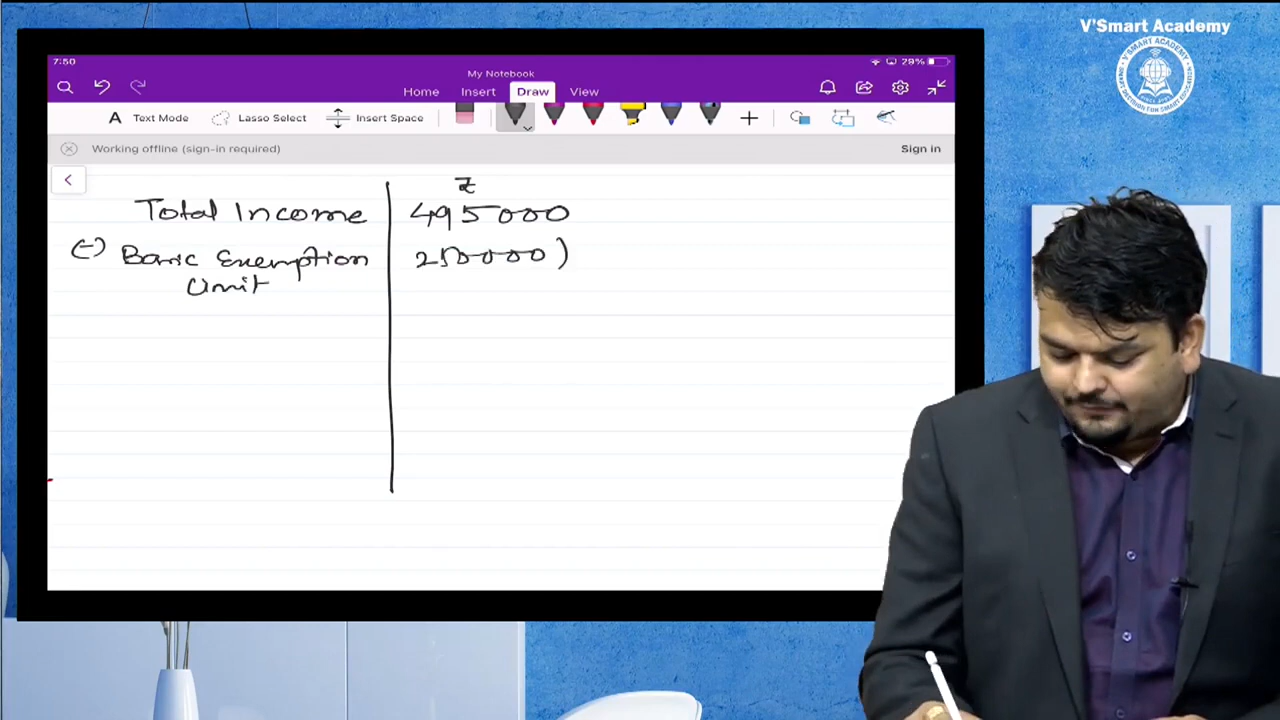 V'Smart Academy
7:50
29%
My Notebook
Home Insert Draw View
Text Mode Lasso Select Insert Space
Working offline (sign-in required) Sign in
₹
Total Income 495000
(-) Basic Exemption 250000)
Limit